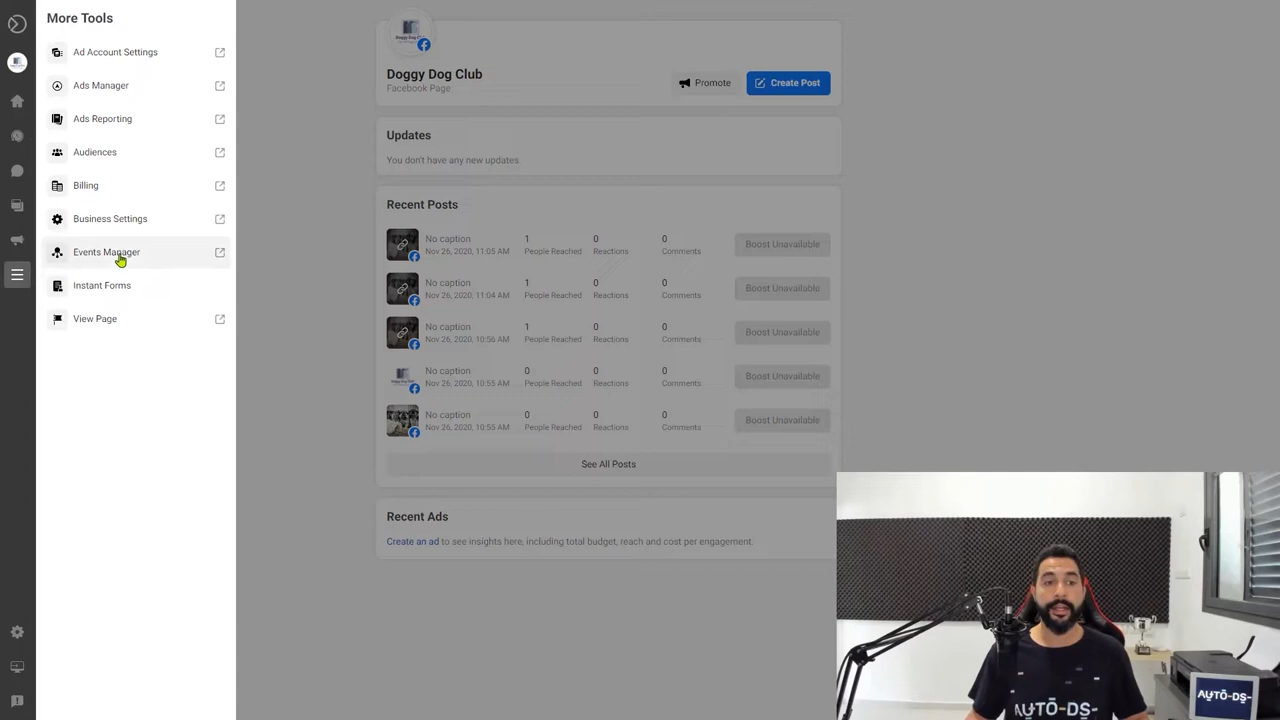 More Tools
Ad Account Settings
Ads Manager
Ads Reporting
Audiences
Billing
Business Settings
Events Manager
Instant Forms
View Page
Doggy Dog Club
Facebook Page
Promote
Create Post
Updates
You don't have any new updates.
Recent Posts
No caption
Nov 26, 2020, 11:05 AM
1
People Reached
0
Reactions
0
Comments
Boost Unavailable
No caption
Nov 26, 2020, 11:04 AM
1
People Reached
0
Reactions
0
Comments
Boost Unavailable
No caption
Nov 26, 2020, 10:56 AM
1
People Reached
0
Reactions
0
Comments
Boost Unavailable
No caption
Nov 26, 2020, 10:55 AM
0
People Reached
0
Reactions
0
Comments
Boost Unavailable
No caption
Nov 26, 2020, 10:55 AM
0
People Reached
0
Reactions
0
Comments
Boost Unavailable
See All Posts
Recent Ads
Create an ad to see insights here, including total budget, reach and cost per engagement.
AUTO-DS-
AUTO-DS-